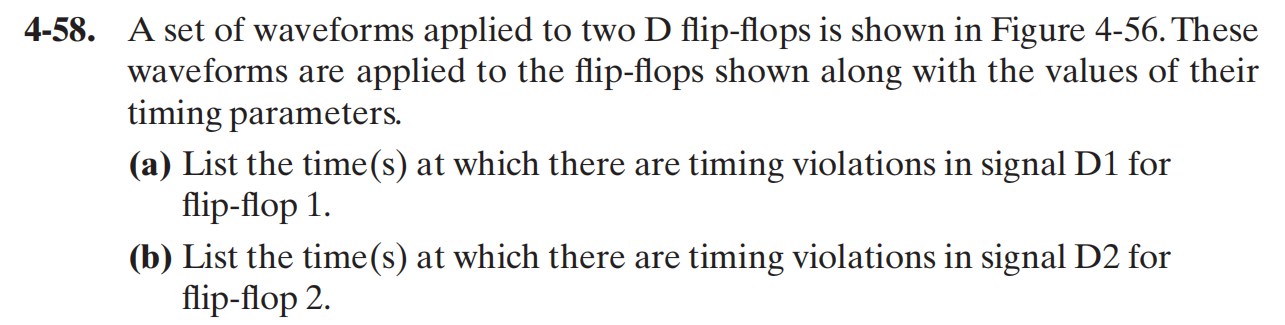 4-58. A set of waveforms applied to two D flip-flops is shown in Figure 4-56. These
waveforms are applied to the flip-flops shown along with the values of their
timing parameters.
(a) List the time(s) at which there are timing violations in signal D1 for
flip-flop 1.
(b) List the time(s) at which there are timing violations in signal D2 for
flip-flop 2.